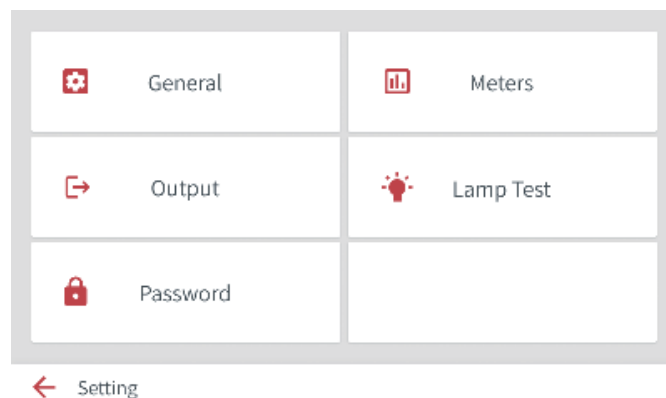 General
Meters
Output
Lamp Test
Password
Setting